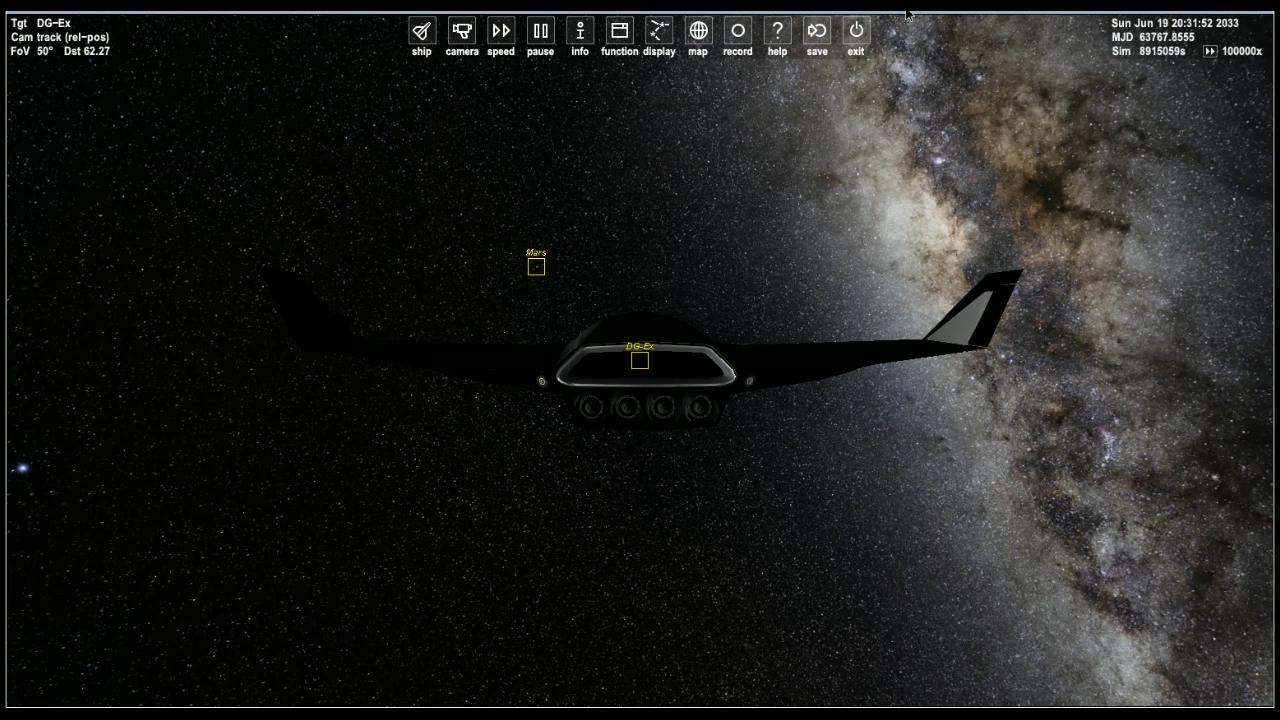 Tgt DG-Ex
Cam track (rel-pos)
FoV 50° Dst 62.27
ship camera speed pause info function display map record help save exit
Sun Jun 19 20:31:52 2033
MJD 63767.8555
Sim 8915059s 100000x
Mars
DG-Ex